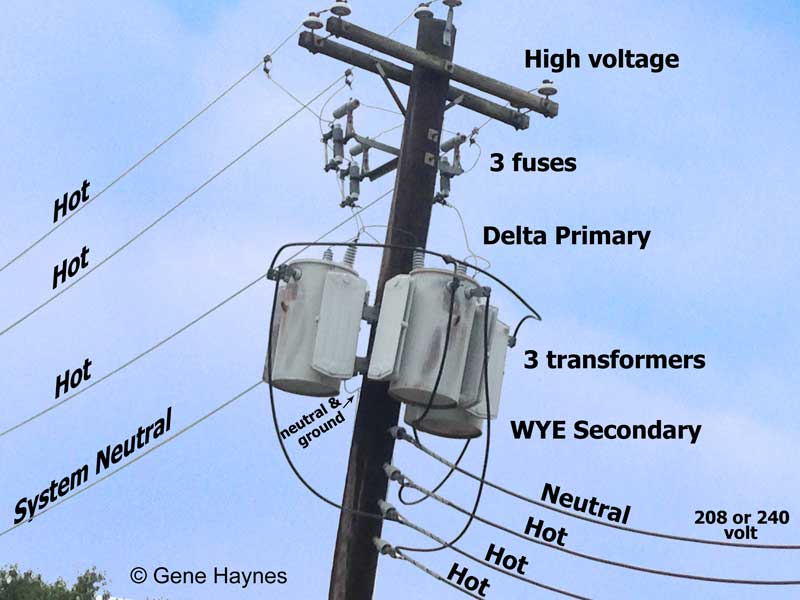 High voltage
3 fuses
Hot
Delta Primary
Hot
3 transformers
Hot
neutral &
ground
WYE Secondary
System Neutral
Neutral
208 or 240
volt
Hot
Hot
Hot
© Gene Haynes